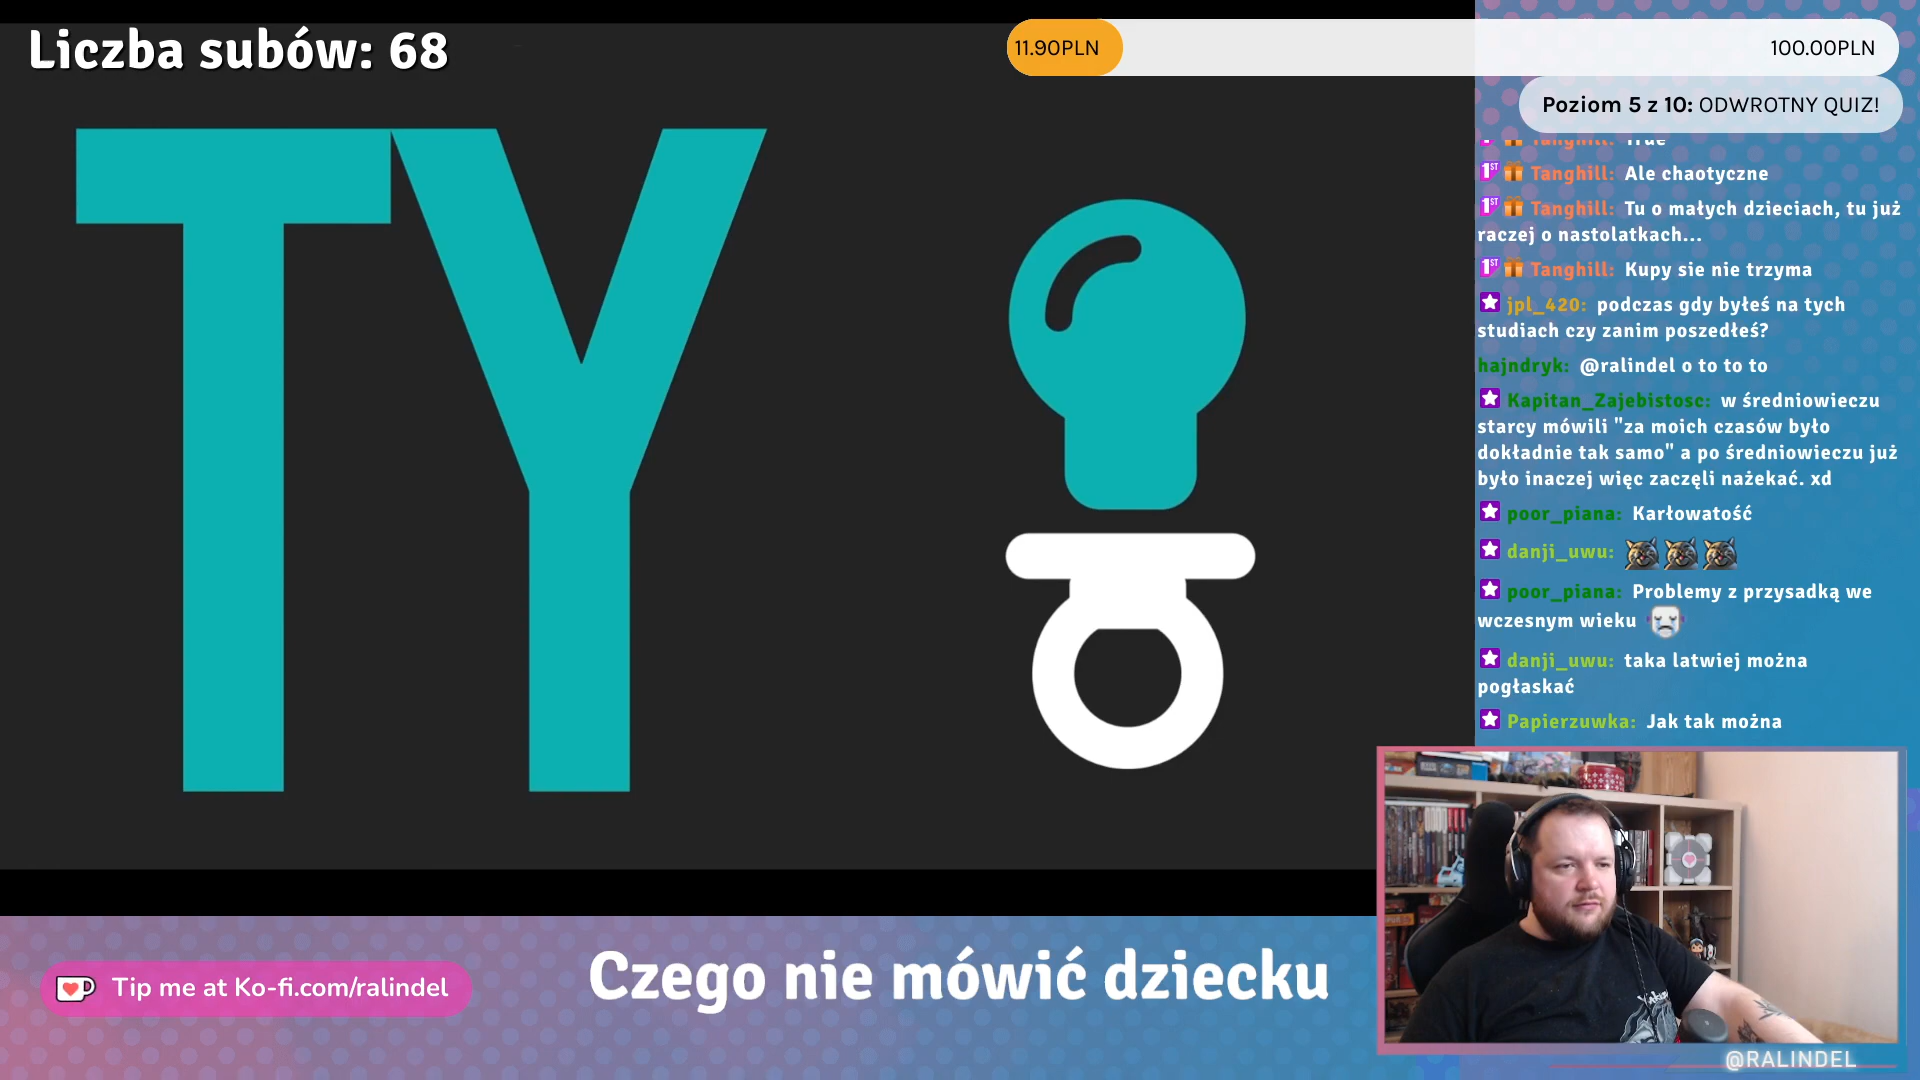 Liczba subów: 68
11.90PLN
100.00PLN
Poziom 5 z 10: ODWROTNY QUIZ!
TY
Tanghill: True
Tanghill: Ale chaotyczne
Tanghill: Tu o małych dzieciach, tu już
raczej o nastolatkach...
Tanghill: Kupy sie nie trzyma
jpl_420: podczas gdy byłeś na tych
studiach czy zanim poszedłeś?
hajndryk: @ralindel o to to to
Kapitan_Zajebistosc: w średniowieczu
starcy mówili "za moich czasów było
dokładnie tak samo" a po średniowieczu już
było inaczej więc zaczęli nażekać. xd
poor_piana: Karłowatość
danji_uwu:
poor_piana: Problemy z przysadką we
wczesnym wieku
danji_uwu: taka latwiej można
pogłaskać
Papierzuwka: Jak tak można
Tip me at Ko-fi.com/ralindel
Czego nie mówić dziecku
@RALINDEL